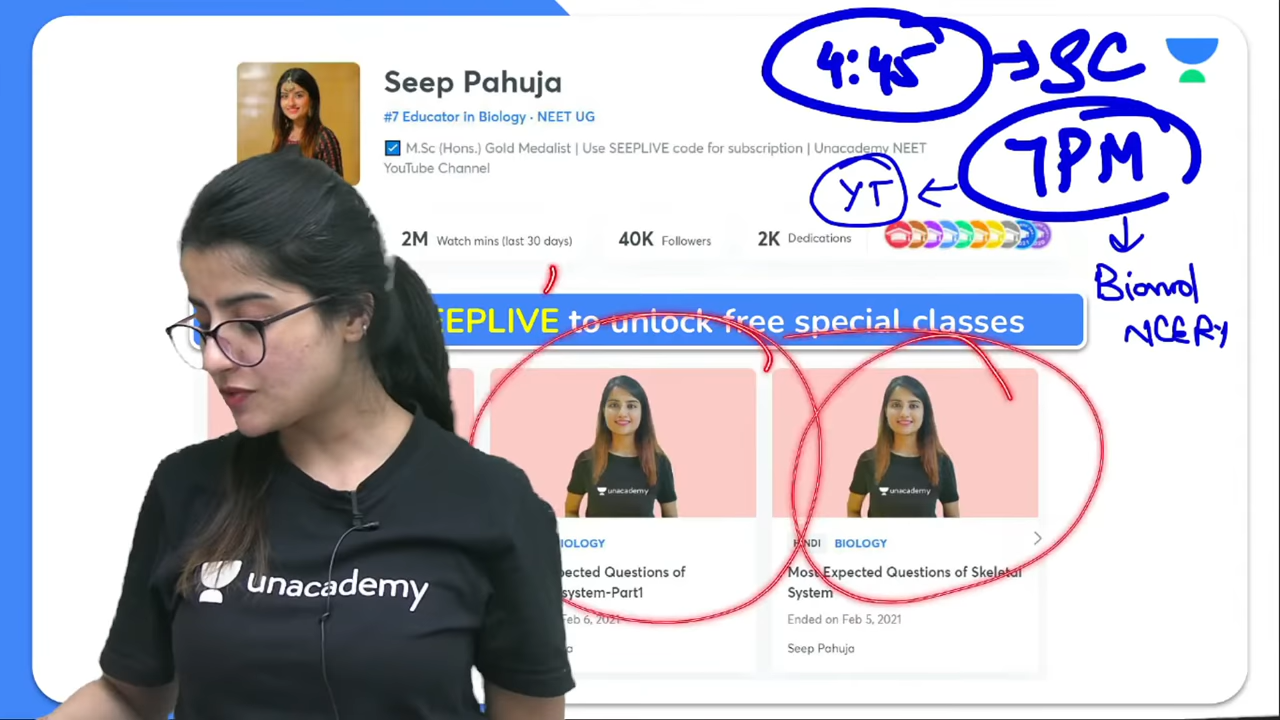 Seep Pahuja
#7 Educator in Biology · NEET UG
M.Sc (Hons.) Gold Medalist | Use SEEPLIVE code for subscription | Unacademy NEET
YouTube Channel
2M Watch mins (last 30 days) 40K Followers 2K Dedications
4:45 → SC
7PM
YT
NCERT
EEPLIVE to unlock free special classes
unacademy
unacademy
unacademy
IOLOGY
ected Questions of
system-Part1
Feb 6, 2021
a
HINDI BIOLOGY
Most Expected Questions of Skeletal
System
Ended on Feb 5, 2021
Seep Pahuja